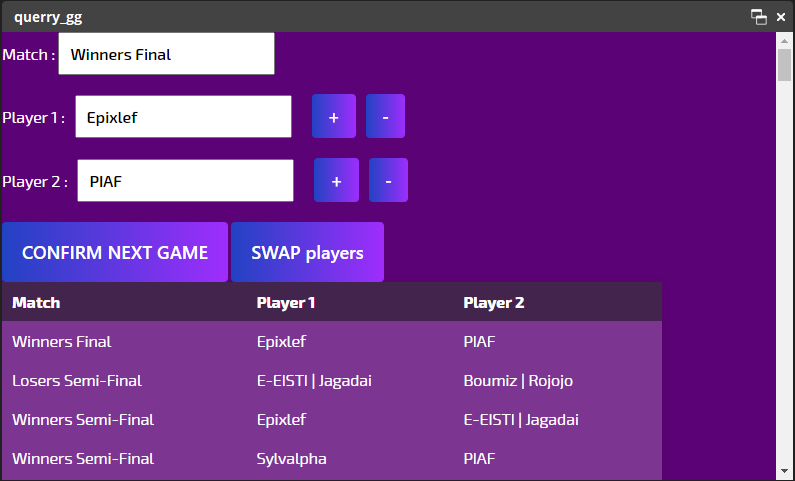 querry_gg
Match : Winners Final
Player 1 : Epixlef + -
Player 2 : PIAF + -
CONFIRM NEXT GAME SWAP players
Match Player 1 Player 2
Winners Final Epixlef PIAF
Losers Semi-Final E-EISTI | Jagadai Boumiz | Rojojo
Winners Semi-Final Epixlef E-EISTI | Jagadai
Winners Semi-Final Sylvalpha PIAF